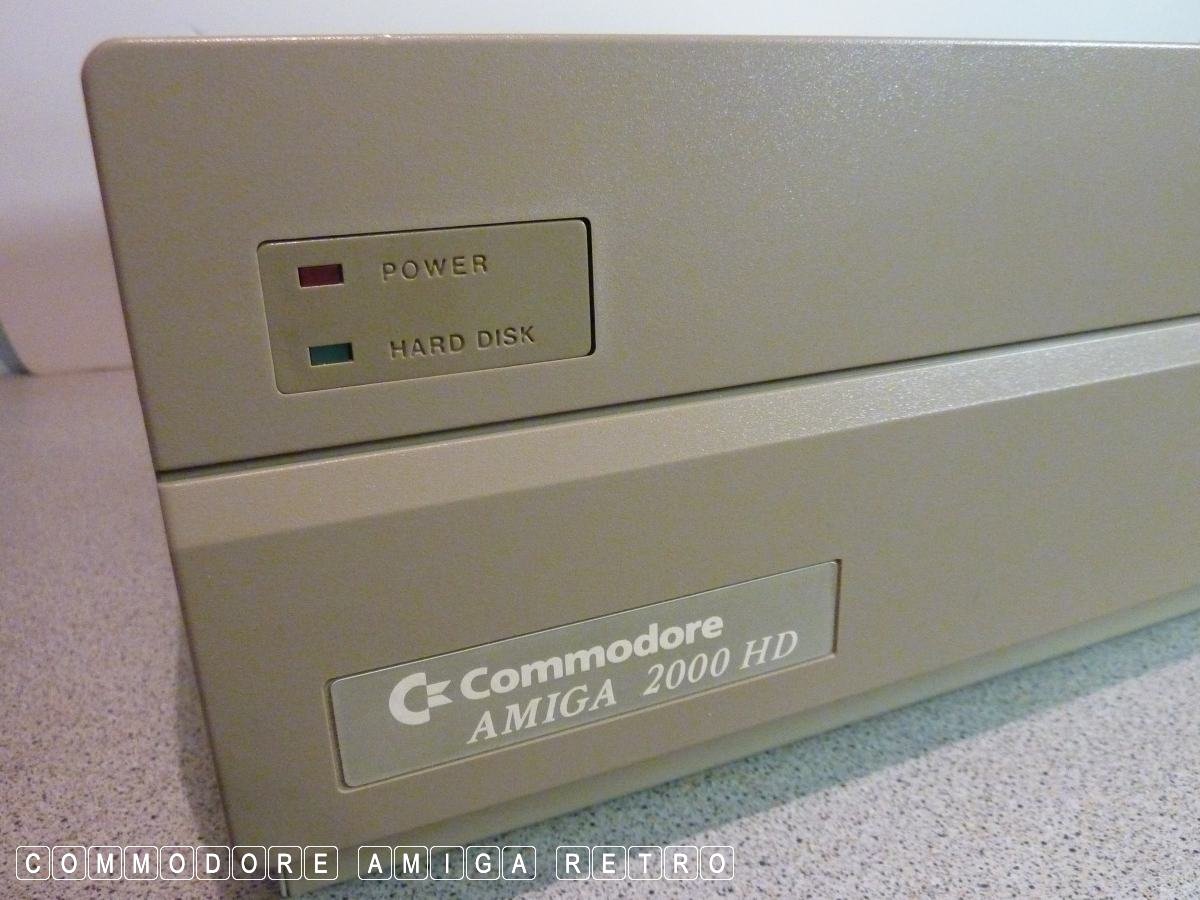 POWER
HARD DISK
Commodore
AMIGA 2000 HD
COMMODORE AMIGA RETRO